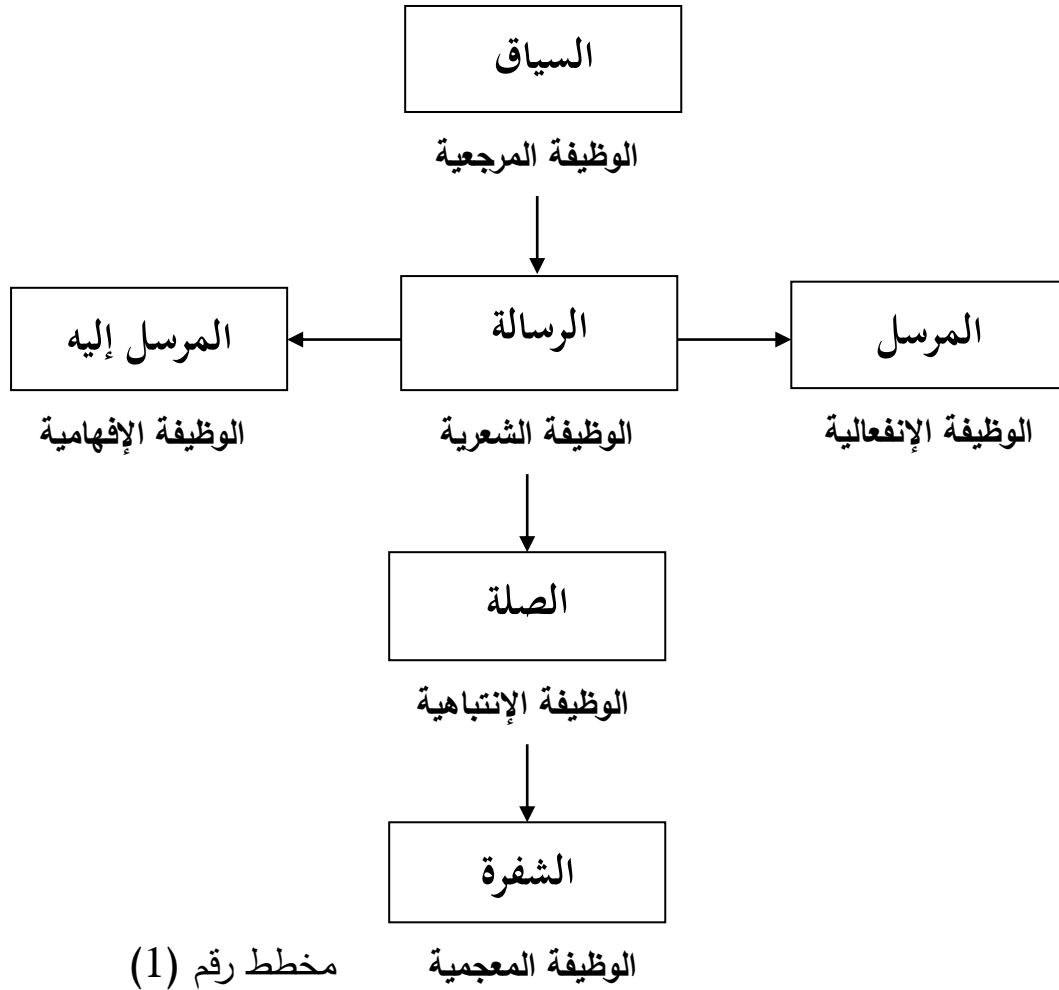 السياق
الوظيفة المرجعية
المرسل
الرسالة
المرسل إليه
الوظيفة الإنفعالية
الوظيفة الشعرية
الوظيفة الإفهامية
الصلة
الوظيفة الإنتباهية
الشفرة
الوظيفة المعجمية
مخطط رقم (1)